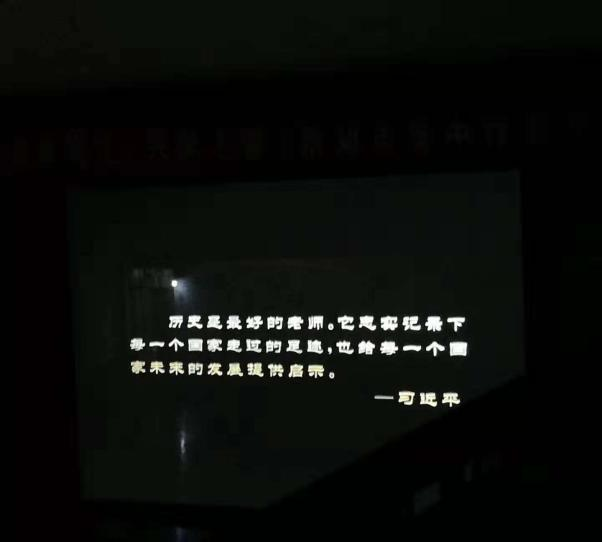 历史是最好的老师。它忠实记录下
每一个国家走过的足迹,也给每一个国
家未来的发展提供启示。
—习近平